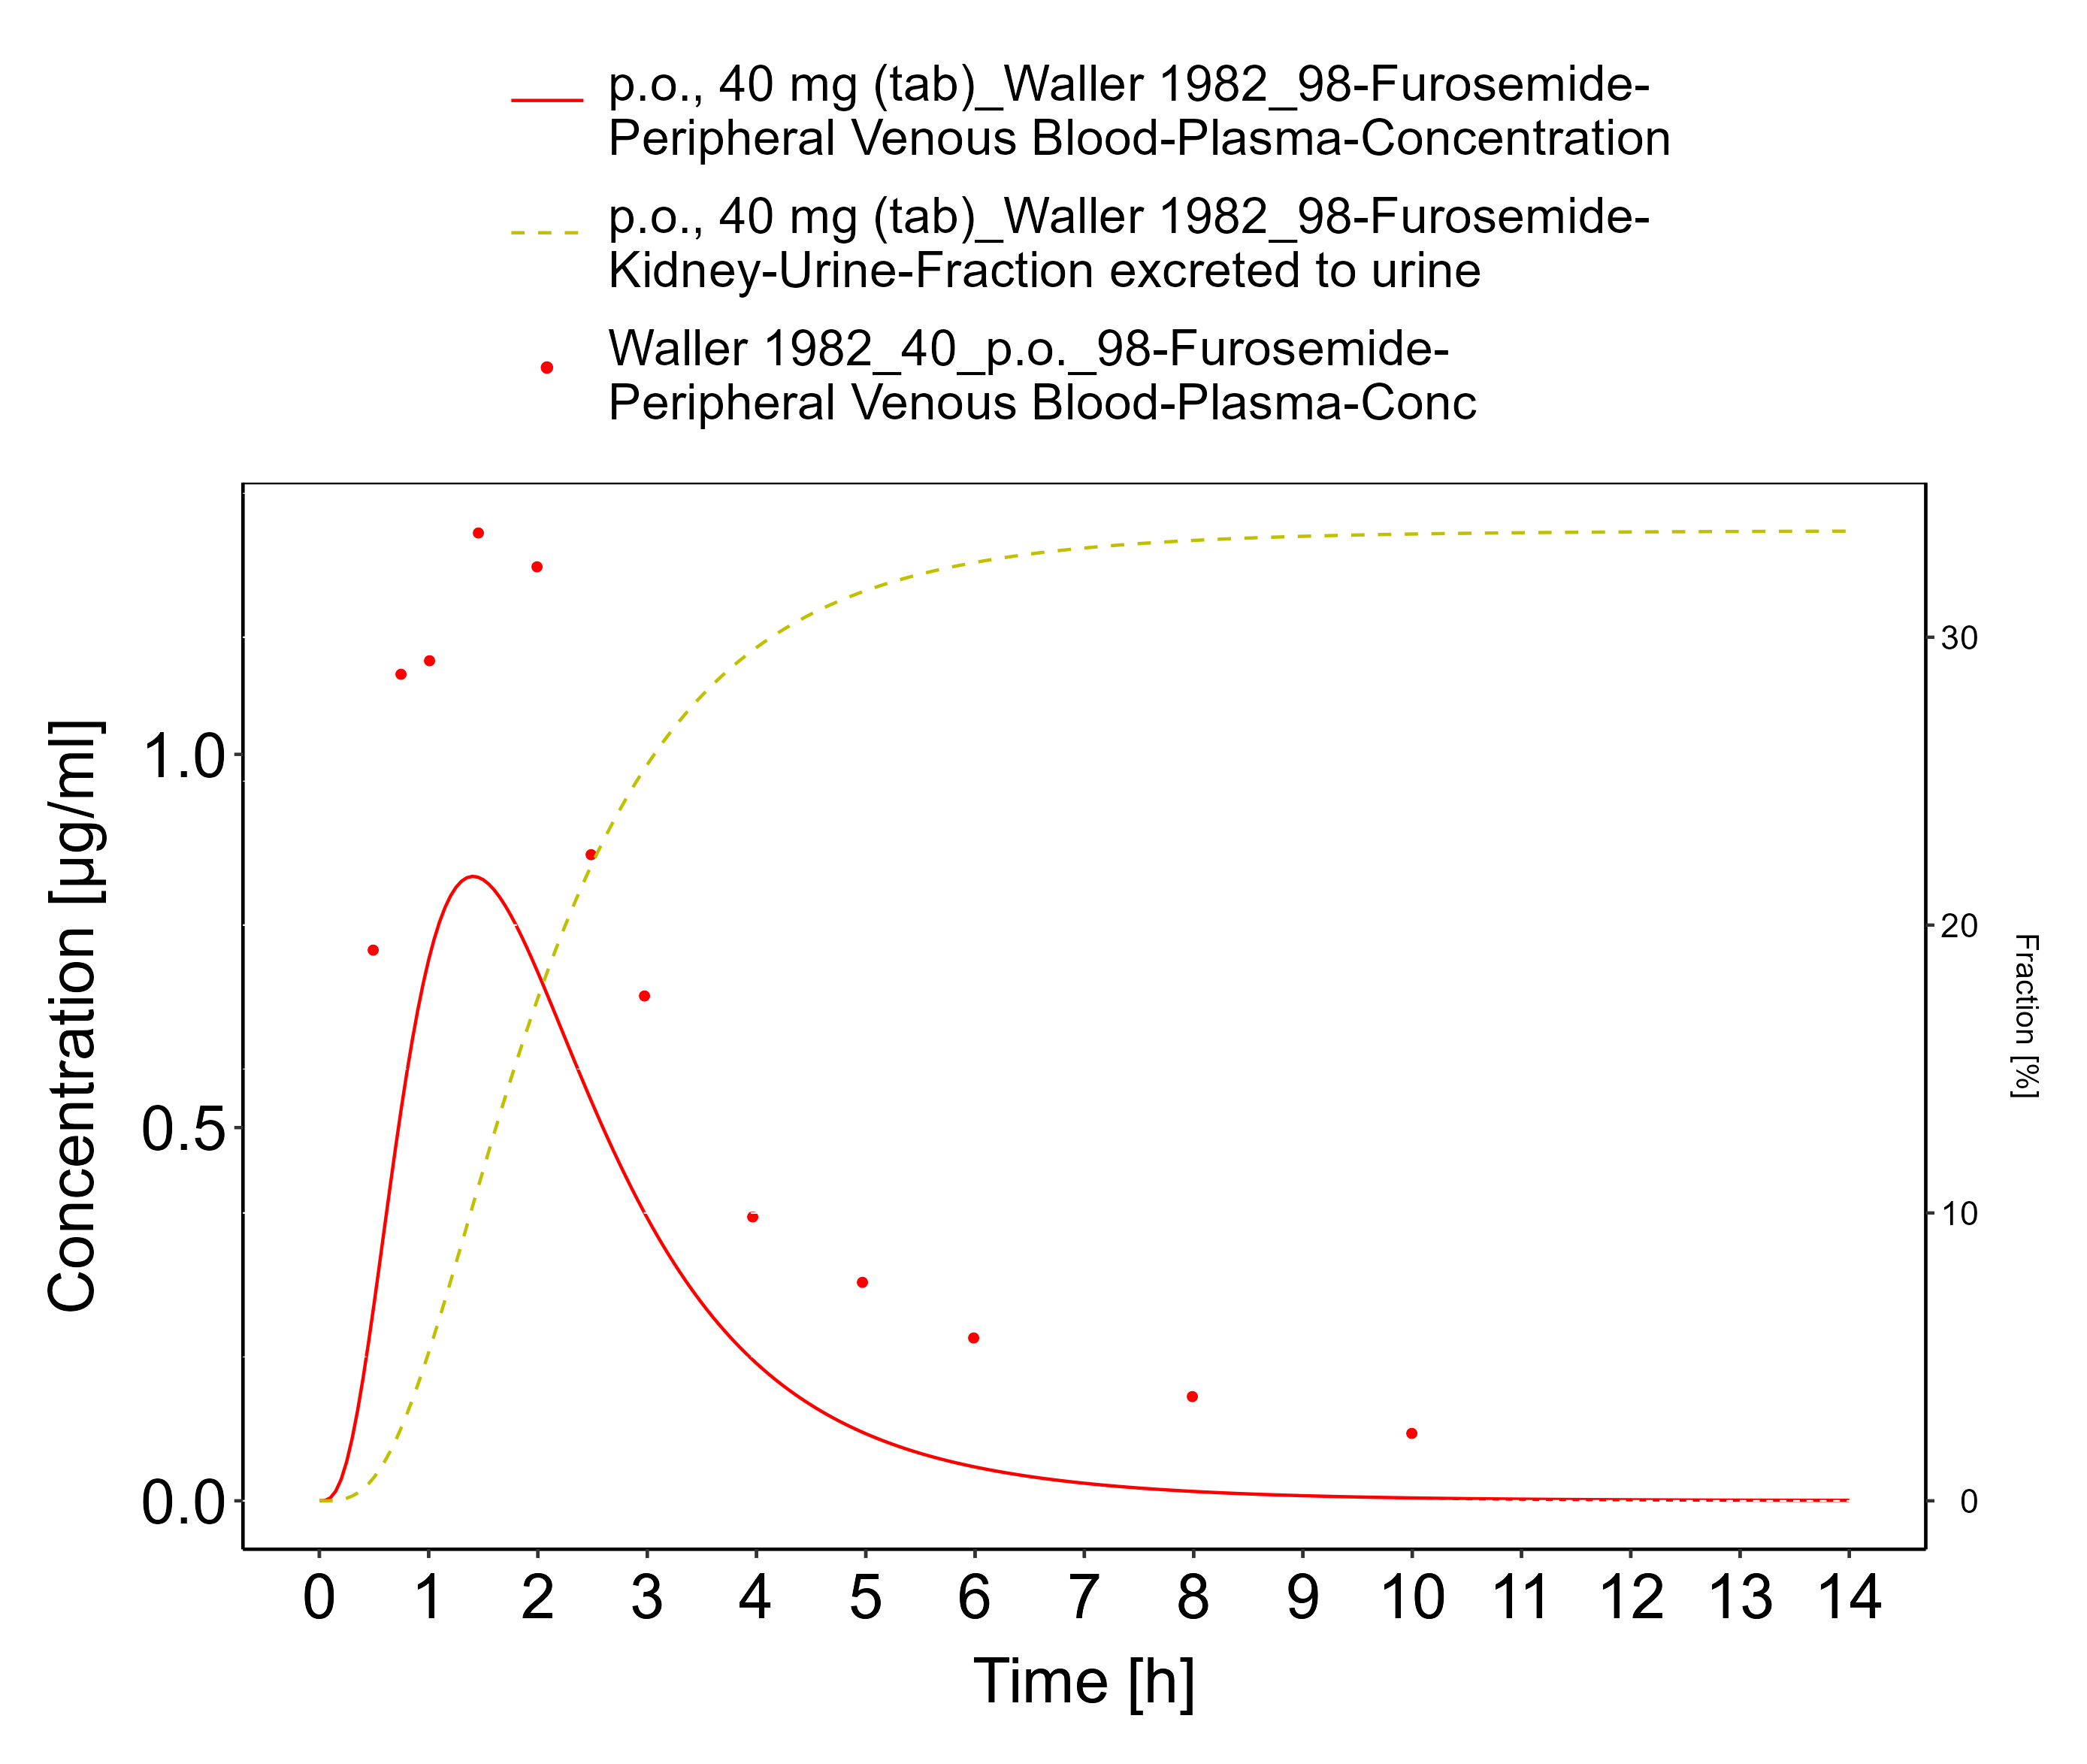 p.o., 40 mg (tab)_Waller 1982_98-Furosemide-
Peripheral Venous Blood-Plasma-Concentration
p.o., 40 mg (tab)_Waller 1982_98-Furosemide-
Kidney-Urine-Fraction excreted to urine
Waller 1982_40_p.o._98-Furosemide-
Peripheral Venous Blood-Plasma-Conc
Concentration [µg/ml]
1.0
0.5
0.0
30
20
10
0
Fraction [%]
0 1 2 3 4 5 6 7 8 9 10 11 12 13 14
Time [h]